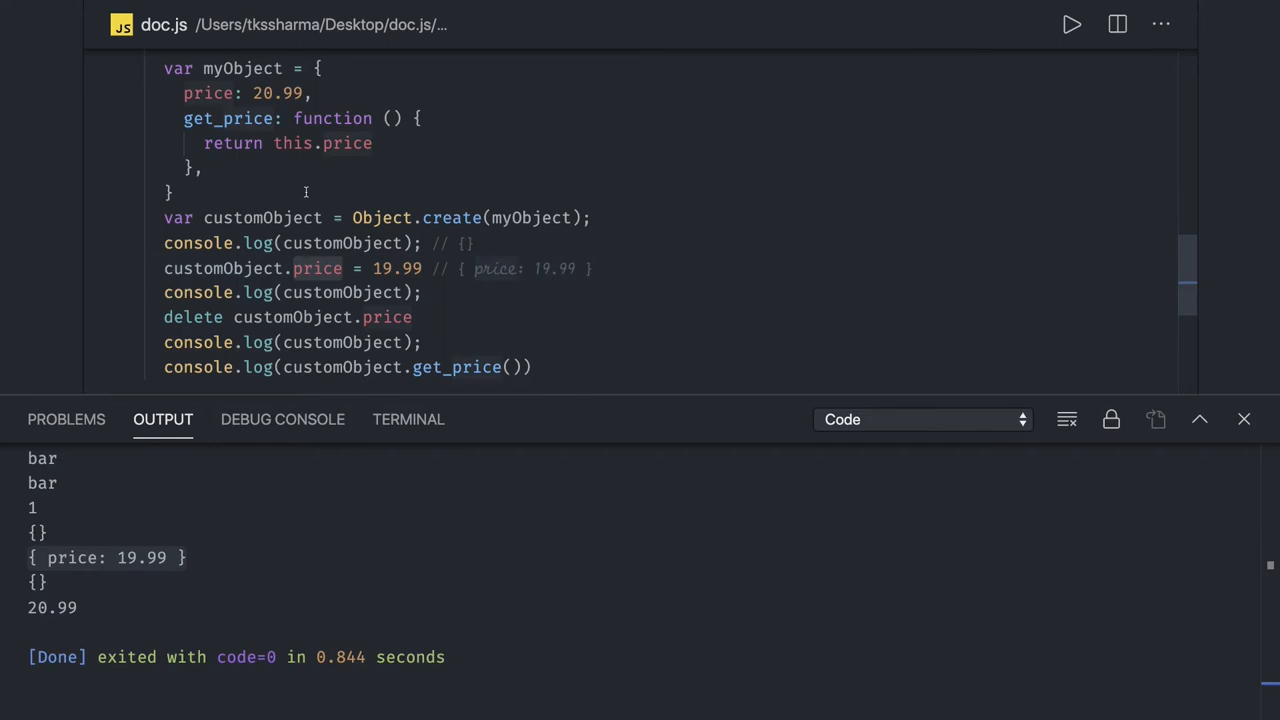 JS doc.js /Users/tkssharma/Desktop/doc.js/...
var myObject = {
price: 20.99,
get_price: function () {
return this.price
},
}
var customObject = Object.create(myObject);
console.log(customObject); // {}
customObject.price = 19.99 // { price: 19.99 }
console.log(customObject);
delete customObject.price
console.log(customObject);
console.log(customObject.get_price())
PROBLEMS OUTPUT DEBUG CONSOLE TERMINAL Code
bar
bar
1
{}
{ price: 19.99 }
{}
20.99
[Done] exited with code=0 in 0.844 seconds